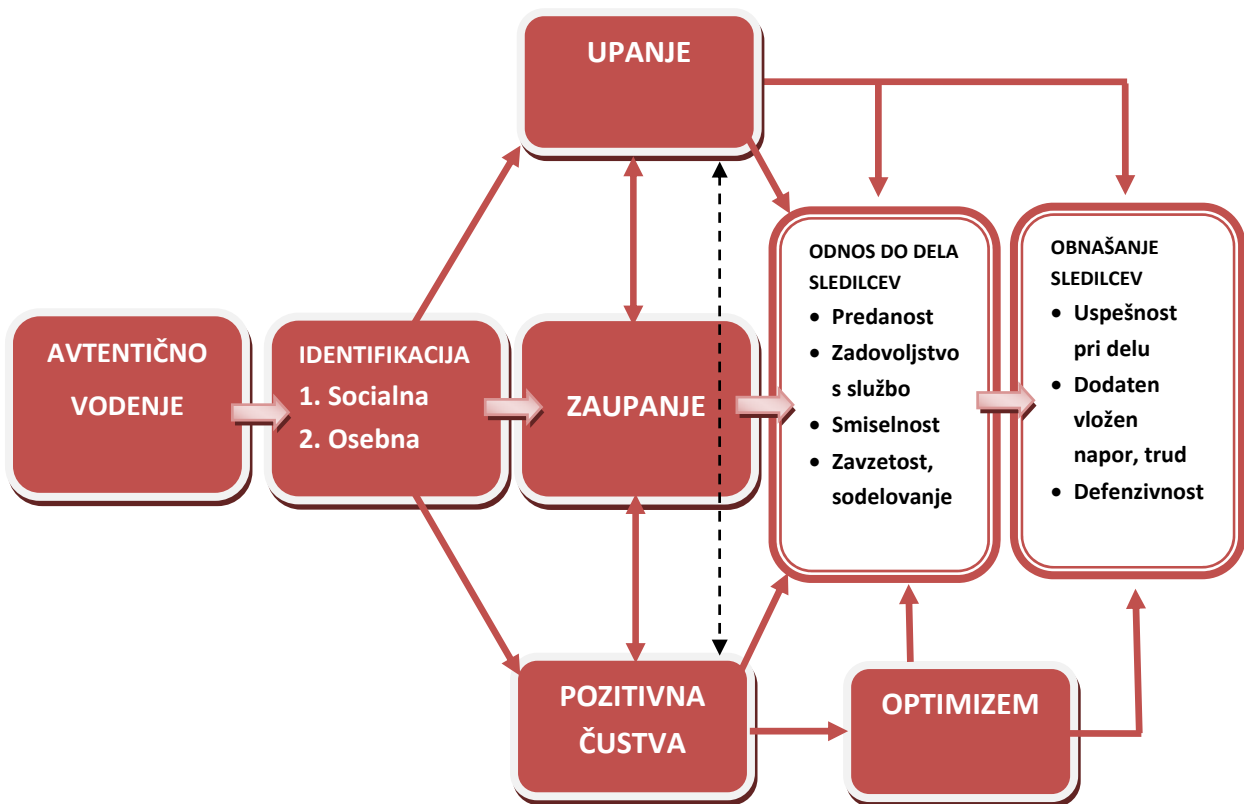 UPANJE
AVTENTIČNO
VODENJE
IDENTIFIKACIJA
1. Socialna
2. Osebna
ZAUPANJE
ODNOS DO DELA
SLEDILCEV
• Predanost
• Zadovoljstvo
s službo
• Smiselnost
• Zavzetost,
sodelovanje
OBNAŠANJE
SLEDILCEV
• Uspešnost
pri delu
• Dodaten
vložen
napor, trud
• Defenzivnost
POZITIVNA
ČUSTVA
OPTIMIZEM